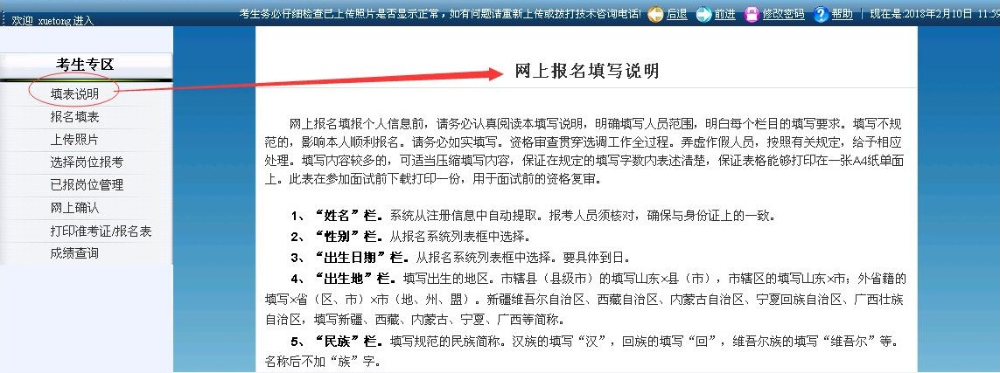 欢迎 xuetong 进入
考生务必仔细检查已上传照片是否显示正常，如有问题请重新上传或拨打技术咨询电话! 后退 前进 修改密码 帮助 | 现在是:2018年2月10日 11:59
考生专区
填表说明
报名填表
上传照片
选择岗位报考
已报岗位管理
网上确认
打印准考证/报名表
成绩查询
网上报名填写说明
网上报名填报个人信息前，请务必认真阅读本填写说明，明确填写人员范围，明白每个栏目的填写要求。填写不规
范的，影响本人顺利报名。请务必如实填写。资格审查贯穿选调工作全过程。弄虚作假人员，按照有关规定，给予相应
处理。填写内容较多的，可适当压缩填写内容，保证在规定的填写字数内表述清楚，保证表格能够打印在一张A4纸单面
上。此表在参加面试前下载打印一份，用于面试前的资格复审。
1、“姓名”栏。系统从注册信息中自动提取。报考人员须核对，确保与身份证上的一致。
2、“性别”栏。从报名系统列表框中选择。
3、“出生日期”栏。从报名系统列表框中选择。要具体到日。
4、“出生地”栏。填写出生的地区。市辖县（县级市）的填写山东×县（市），市辖区的填写山东×市；外省籍的
填写×省（区、市）×市（地、州、盟）。新疆维吾尔自治区、西藏自治区、内蒙古自治区、宁夏回族自治区、广西壮族
自治区，填写新疆、西藏、内蒙古、宁夏、广西等简称。
5、“民族”栏。填写规范的民族简称。汉族的填写“汉”，回族的填写“回”，维吾尔族的填写“维吾尔”等。
名称后不加“族”字。